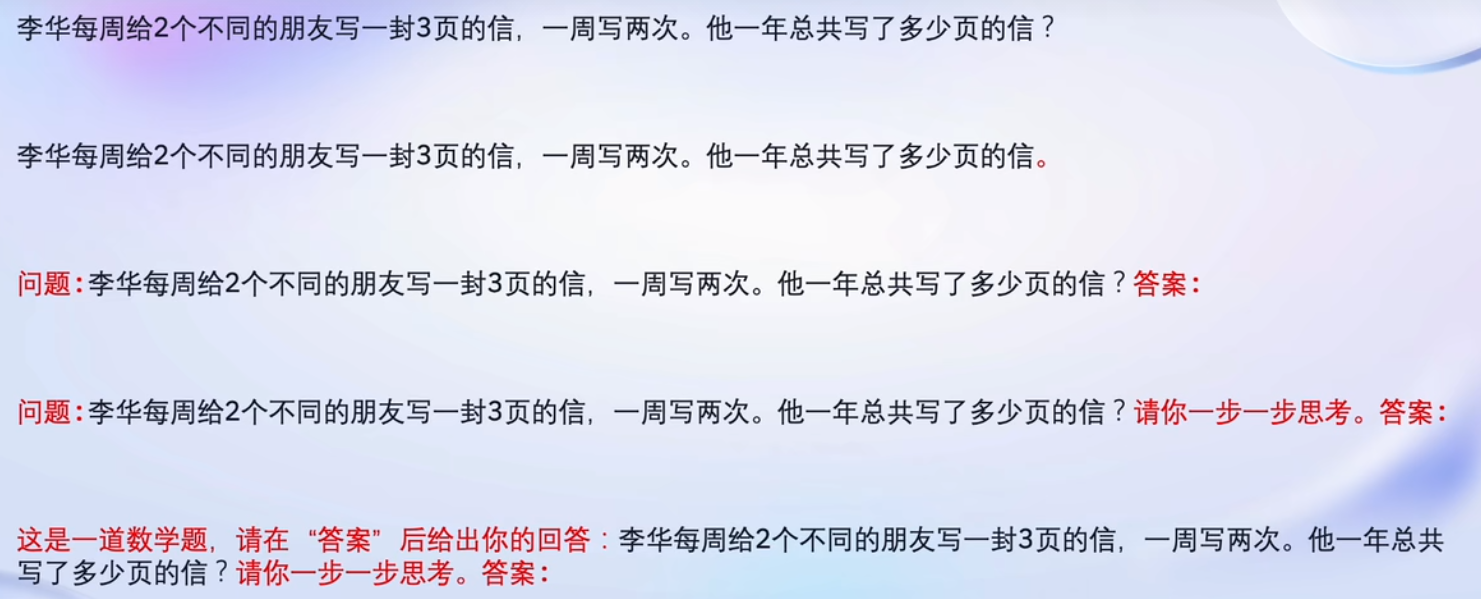 李华每周给2个不同的朋友写一封3页的信，一周写两次。他一年总共写了多少页的信？
李华每周给2个不同的朋友写一封3页的信，一周写两次。他一年总共写了多少页的信。
问题：李华每周给2个不同的朋友写一封3页的信，一周写两次。他一年总共写了多少页的信？答案：
问题：李华每周给2个不同的朋友写一封3页的信，一周写两次。他一年总共写了多少页的信？请你一步一步思考。答案：
这是一道数学题，请在“答案”后给出你的回答：李华每周给2个不同的朋友写一封3页的信，一周写两次。他一年总共
写了多少页的信？请你一步一步思考。答案：